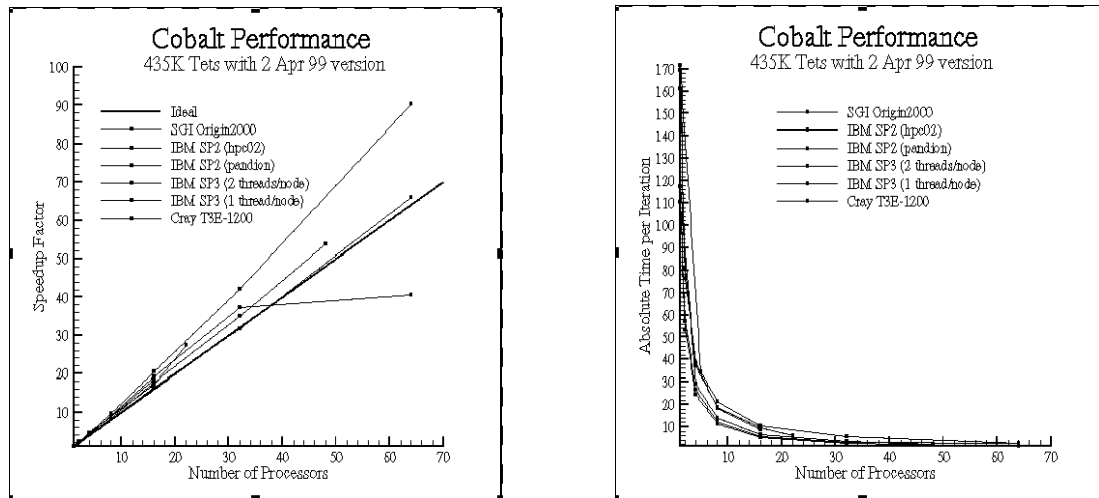 Cobalt Performance
435K Tets with 2 Apr 99 version
100
90
80
70
60
50
40
30
20
10
Speedup Factor
Ideal
SGI Origin2000
IBM SP2 (hpc02)
IBM SP2 (pandion)
IBM SP3 (2 threads/node)
IBM SP3 (1 thread/node)
Cray T3E-1200
10 20 30 40 50 60 70
Number of Processors
Cobalt Performance
435K Tets with 2 Apr 99 version
170
160
150
140
130
120
110
100
90
80
70
60
50
40
30
20
10
Absolute Time per Iteration
SGI Origin2000
IBM SP2 (hpc02)
IBM SP2 (pandion)
IBM SP3 (2 threads/node)
IBM SP3 (1 thread/node)
Cray T3E-1200
10 20 30 40 50 60 70
Number of Processors